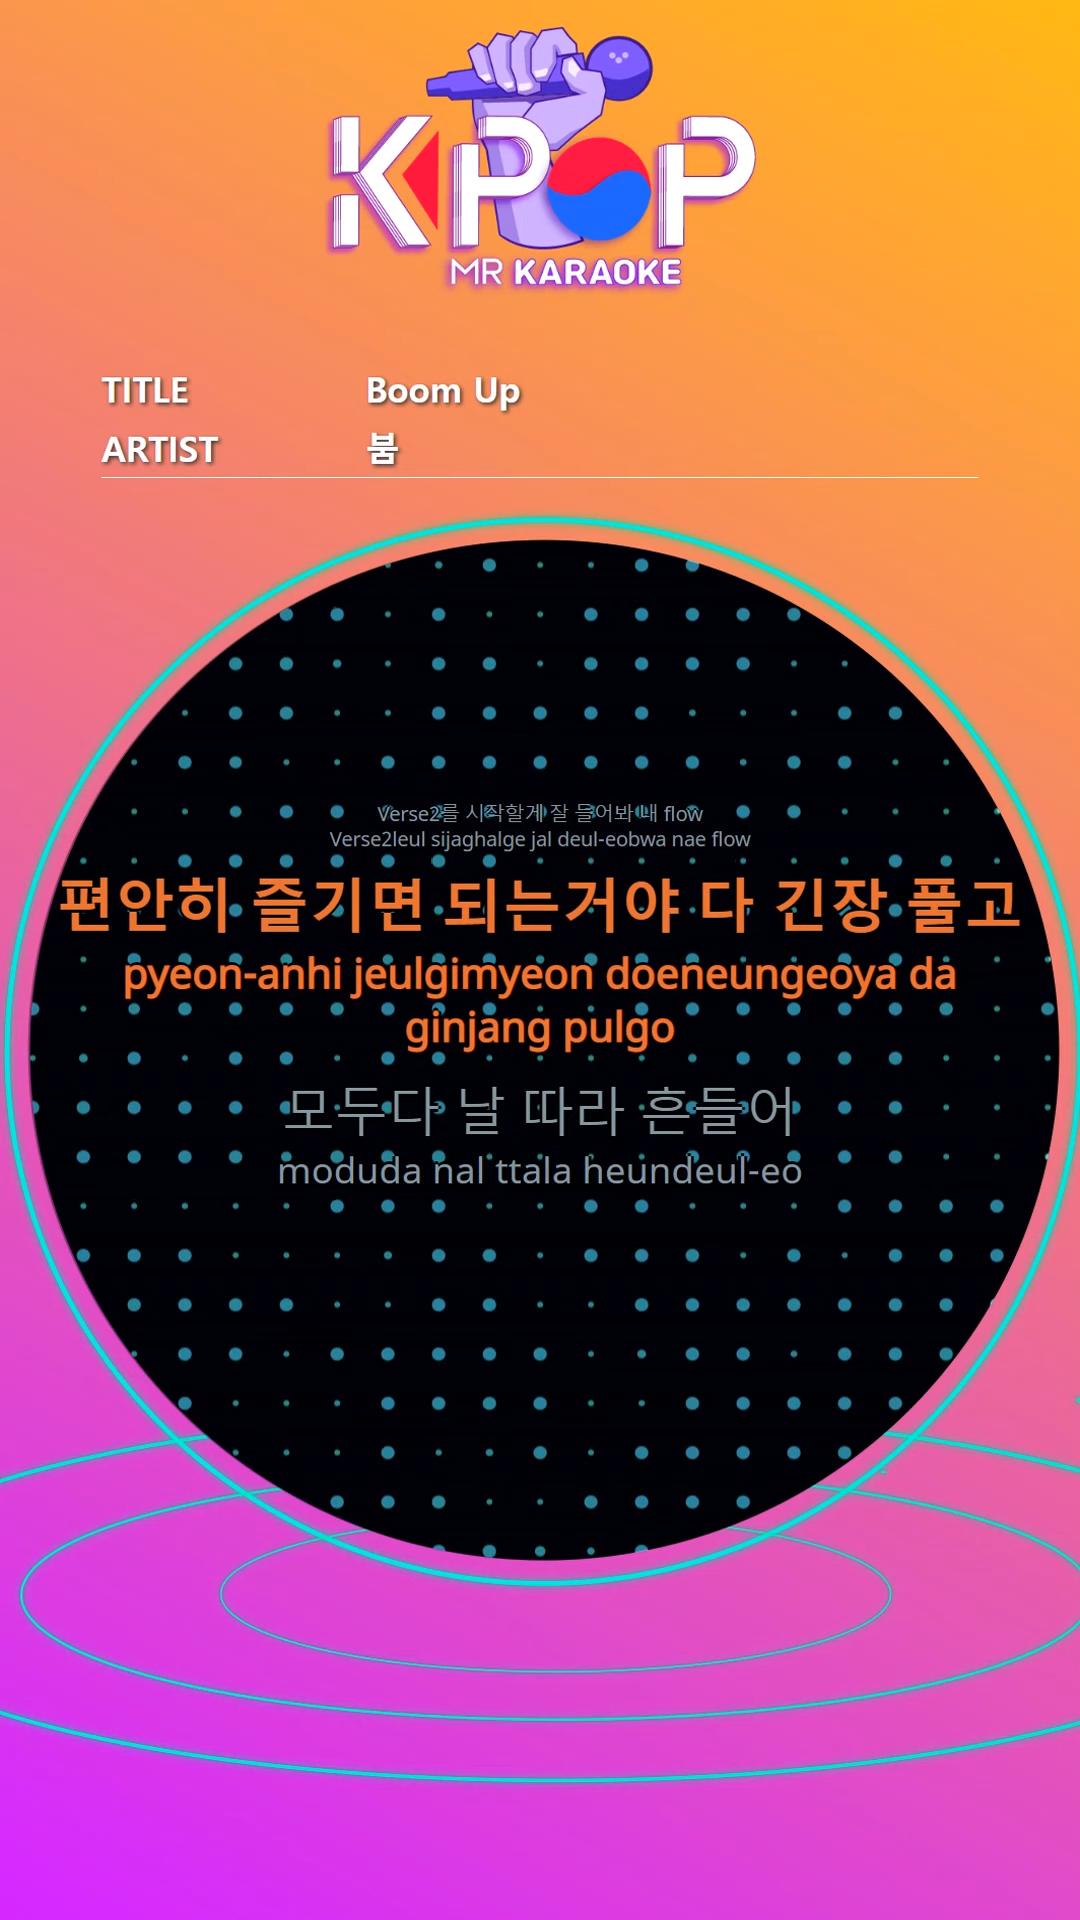 KPOP
MR KARAOKE
TITLE Boom Up
ARTIST 붐
Verse2를 시작할게 잘 들어봐 내 flow
Verse2leul sijaghalge jal deul-eobwa nae flow
편안히 즐기면 되는거야 다 긴장 풀고
pyeon-anhi jeulgimyeon doeneungeoya da
ginjang pulgo
모두다 날 따라 흔들어
moduda nal ttala heundeul-eo